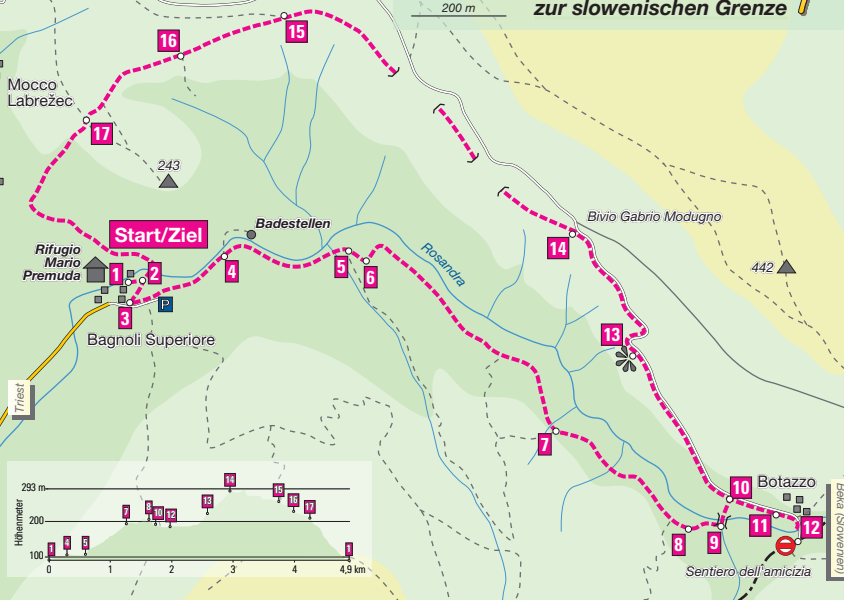 200 m
zur slowenischen Grenze
15
16
Mocco
Labrežec
17
243
Start/Ziel
Badestellen
Bivio Gabrio Modugno
14
Rifugio
Mario
Premuda
1
2
4
5
6
Rosandra
442
3
P
Bagnoli Superiore
13
Triest
7
Botazzo
10
11
12
8
9
Sentiero dell'amicizia
Beka (Slowenien)
Höhenmeter
293 m
200
100
1
4
5
7
8
10
12
13
14
15
16
17
1
0
1
2
3
4
4,9 km